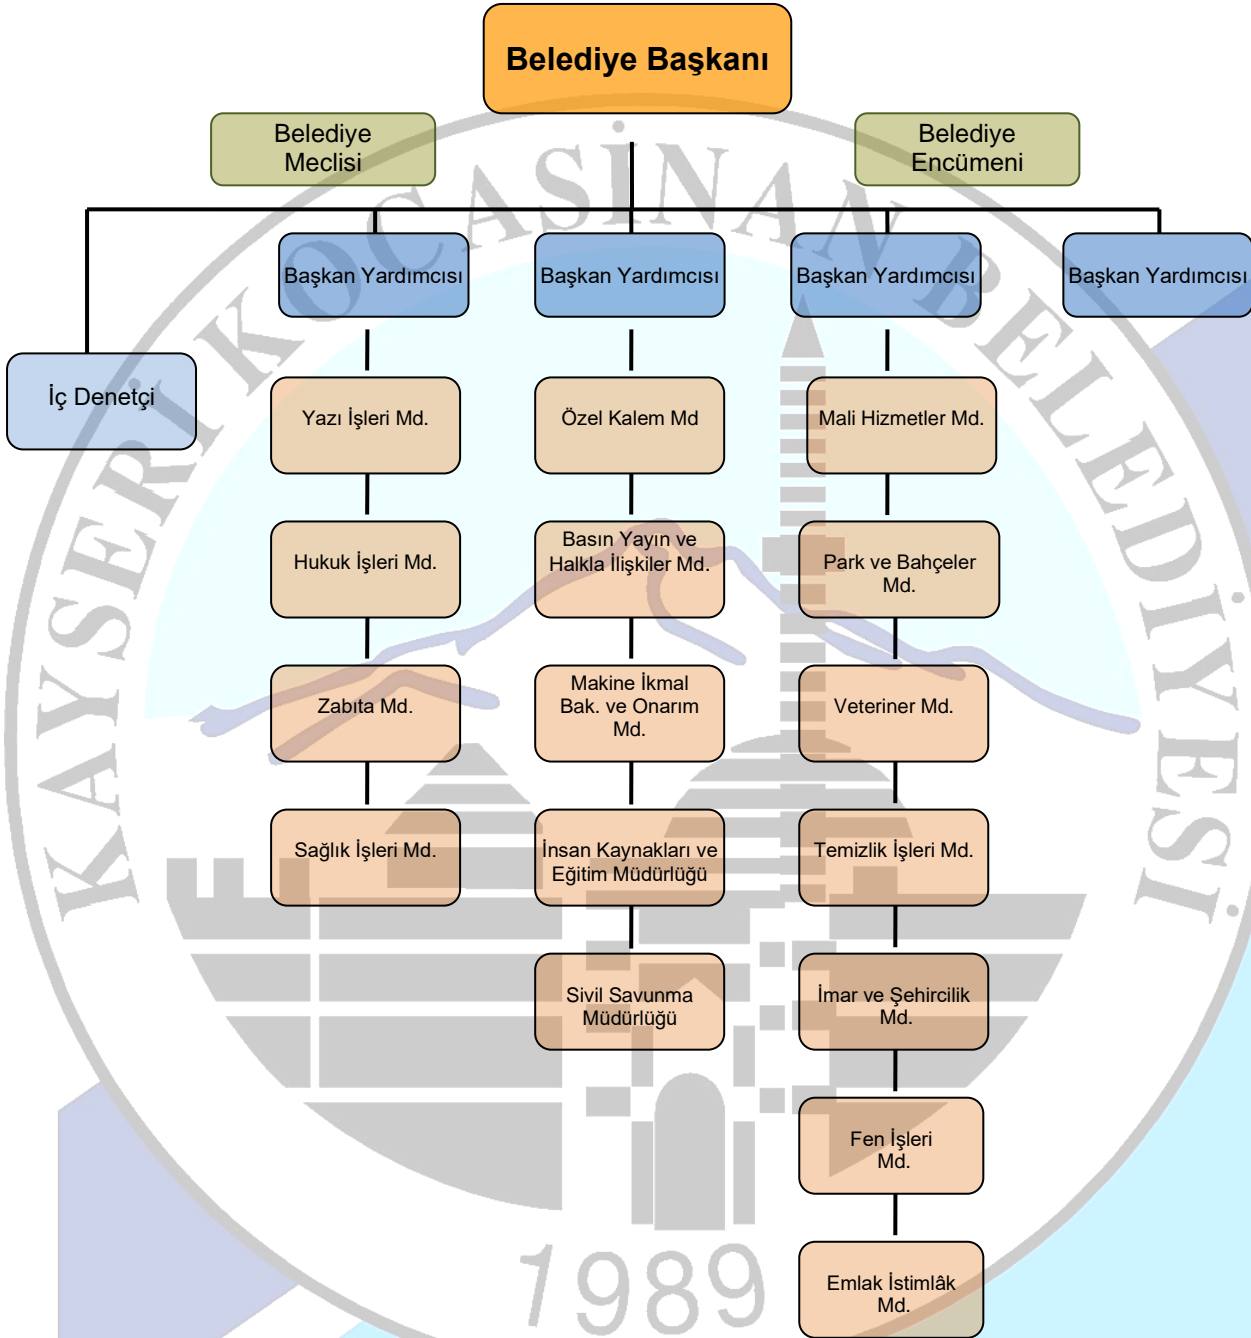 Belediye Başkanı
Belediye
Meclisi
Belediye
Encümeni
Başkan Yardımcısı
Başkan Yardımcısı
Başkan Yardımcısı
Başkan Yardımcısı
İç Denetçi
Yazı İşleri Md.
Özel Kalem Md
Mali Hizmetler Md.
Hukuk İşleri Md.
Basın Yayın ve
Halkla İlişkiler Md.
Park ve Bahçeler
Md.
Zabıta Md.
Makine İkmal
Bak. ve Onarım
Md.
Veteriner Md.
Sağlık İşleri Md.
İnsan Kaynakları ve
Eğitim Müdürlüğü
Temizlik İşleri Md.
Sivil Savunma
Müdürlüğü
İmar ve Şehircilik
Md.
Fen İşleri
Md.
Emlak İstimlâk
Md.
KAYSERİ KOCASİNAN BELEDİYESİ
1989